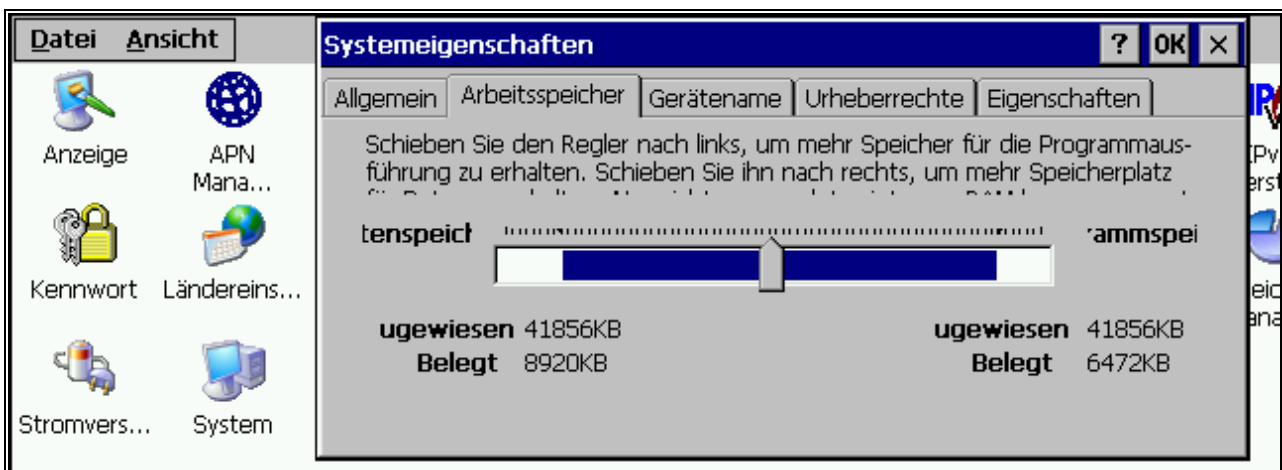 Datei Ansicht
Systemeigenschaften ? OK ×
Allgemein Arbeitsspeicher Gerätename Urheberrechte Eigenschaften
Schieben Sie den Regler nach links, um mehr Speicher für die Programmaus-
führung zu erhalten. Schieben Sie ihn nach rechts, um mehr Speicherplatz
tenspeich rammspei
ugewiesen 41856KB ugewiesen 41856KB
Belegt 8920KB Belegt 6472KB
Anzeige
APN
Mana...
Kennwort
Ländereins...
Stromvers...
System